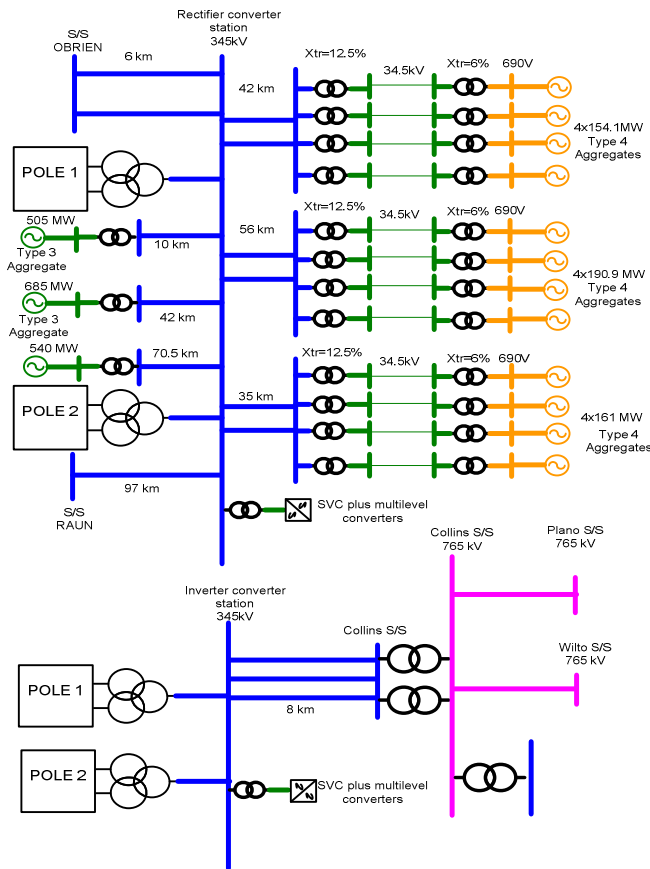 Rectifier converter
station
345kV
S/S
OBRIEN
6 km
Xtr=12.5%
34.5kV
Xtr=6%
690V
42 km
4x154.1MW
Type 4
Aggregates
POLE 1
505 MW
Type 3
Aggregate
10 km
56 km
Xtr=12.5%
34.5kV
Xtr=6%
690V
4x190.9 MW
Type 4
Aggregates
685 MW
Type 3
Aggregate
42 km
540 MW
70.5 km
Xtr=12.5%
34.5kV
Xtr=6%
690V
35 km
4x161 MW
Type 4
Aggregates
POLE 2
97 km
S/S
RAUN
SVC plus multilevel
converters
Collins S/S
765 kV
Plano S/S
765 kV
Inverter converter
station
345kV
Collins S/S
Wilto S/S
765 kV
POLE 1
8 km
POLE 2
SVC plus multilevel
converters